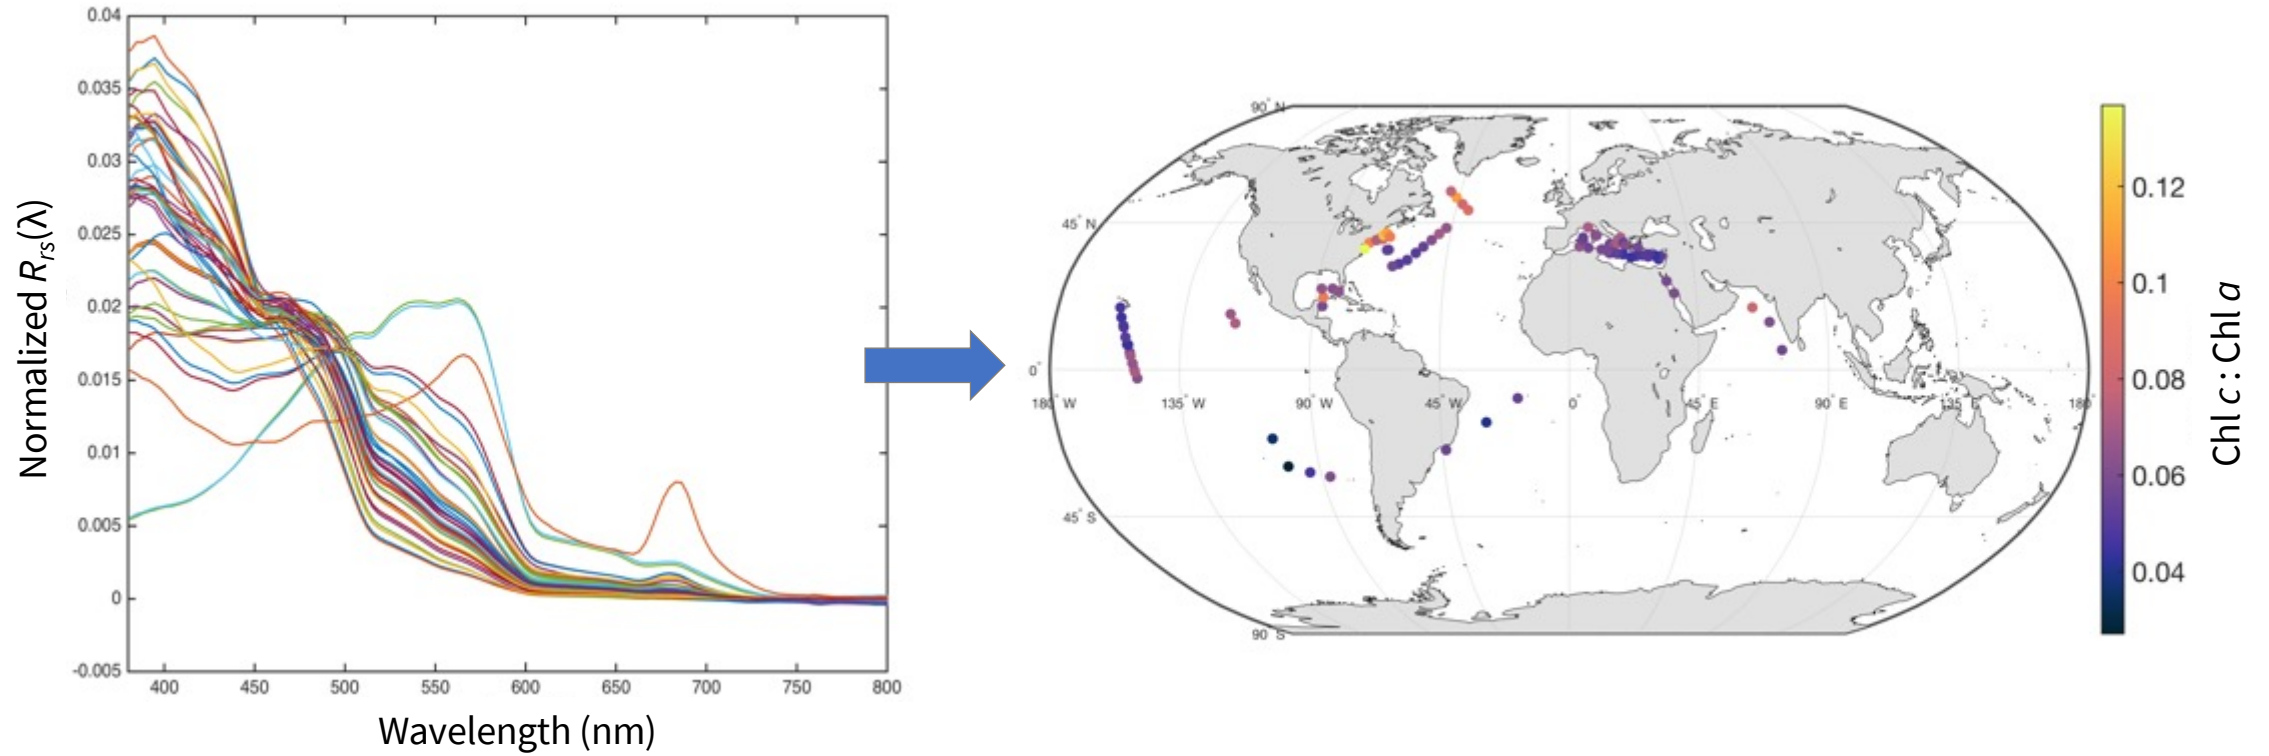 0.04
0.035
0.03
0.025
0.02
0.015
0.01
0.005
0
-0.005
Normalized Rrs(λ)
400 450 500 550 600 650 700 750 800
Wavelength (nm)
90° N
45° N
0°
180° W 135° W 90° W 45° W 0° 45° E 90° E 135° E 180°
45° S
90° S
0.12
0.1
0.08
0.06
0.04
Chl c : Chl a